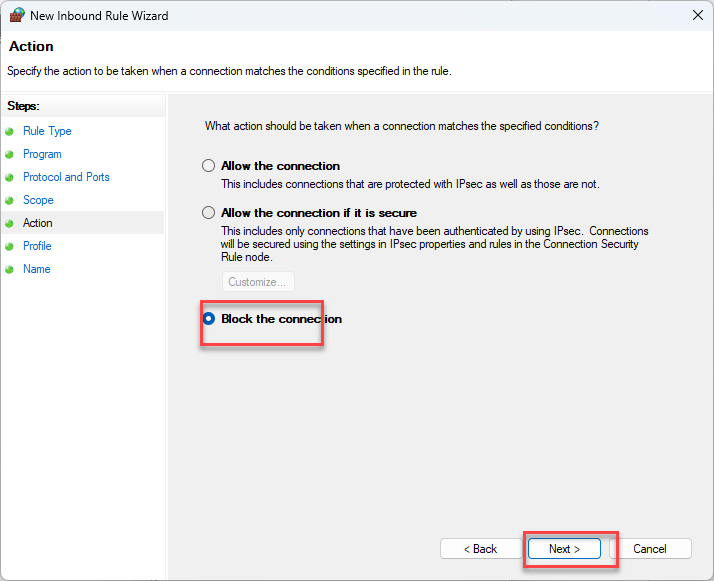 New Inbound Rule Wizard
Action
Specify the action to be taken when a connection matches the conditions specified in the rule.
Steps:
Rule Type
Program
Protocol and Ports
Scope
Action
Profile
Name
What action should be taken when a connection matches the specified conditions?
Allow the connection
This includes connections that are protected with IPsec as well as those are not.
Allow the connection if it is secure
This includes only connections that have been authenticated by using IPsec. Connections
will be secured using the settings in IPsec properties and rules in the Connection Security
Rule node.
Customize...
Block the connection
< Back
Next >
Cancel